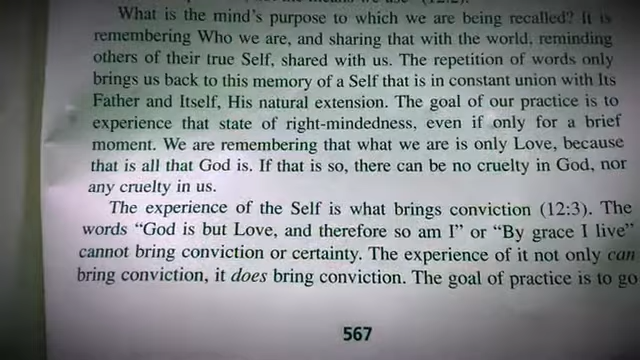 What is the mind's purpose to which we are being recalled? It is
remembering Who we are, and sharing that with the world, reminding
others of their true Self, shared with us. The repetition of words only
brings us back to this memory of a Self that is in constant union with Its
Father and Itself, His natural extension. The goal of our practice is to
experience that state of right-mindedness, even if only for a brief
moment. We are remembering that what we are is only Love, because
that is all that God is. If that is so, there can be no cruelty in God, nor
any cruelty in us.
The experience of the Self is what brings conviction (12:3). The
words “God is but Love, and therefore so am I” or “By grace I live”
cannot bring conviction or certainty. The experience of it not only can
bring conviction, it does bring conviction. The goal of practice is to go
567